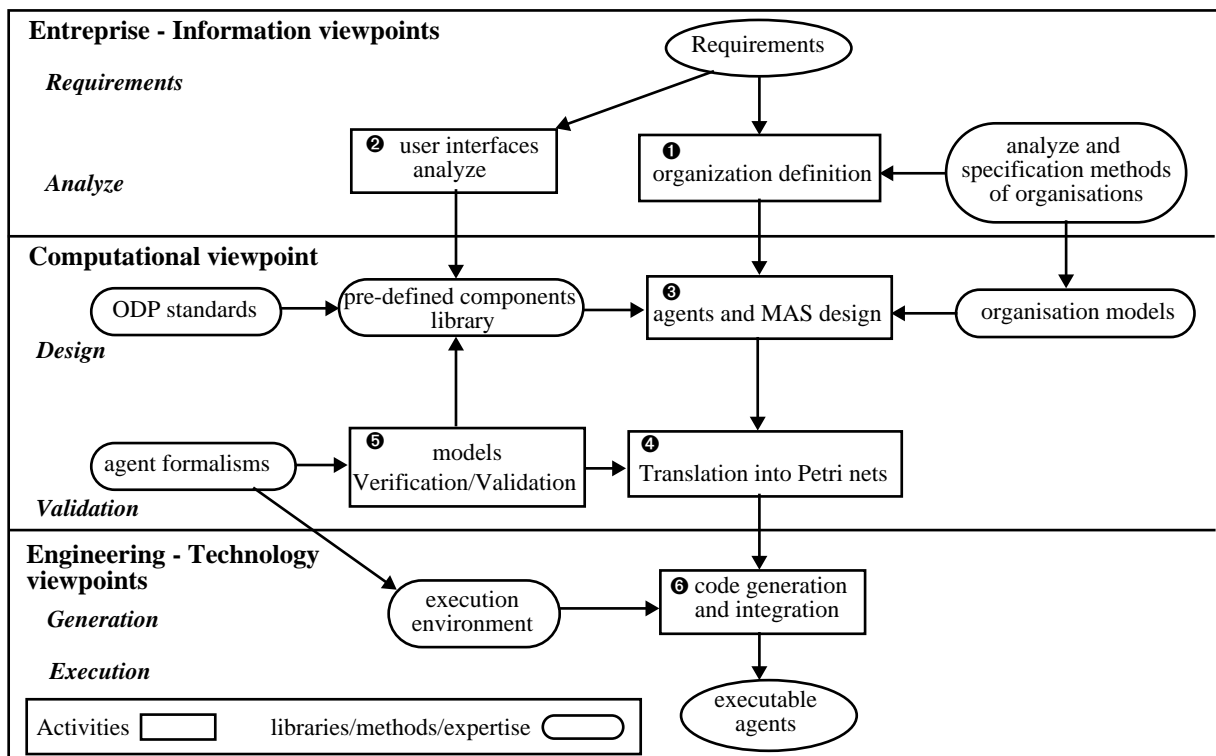 Entreprise - Information viewpoints
Requirements
Requirements
❷ user interfaces
analyze
❶
organization definition
analyze and
specification methods
of organisations
Analyze
Computational viewpoint
ODP standards
pre-defined components
library
❸
agents and MAS design
organisation models
Design
agent formalisms
❺
models
Verification/Validation
❹
Translation into Petri nets
Validation
Engineering - Technology
viewpoints
execution
environment
❻ code generation
and integration
Generation
Execution
executable
agents
Activities
libraries/methods/expertise